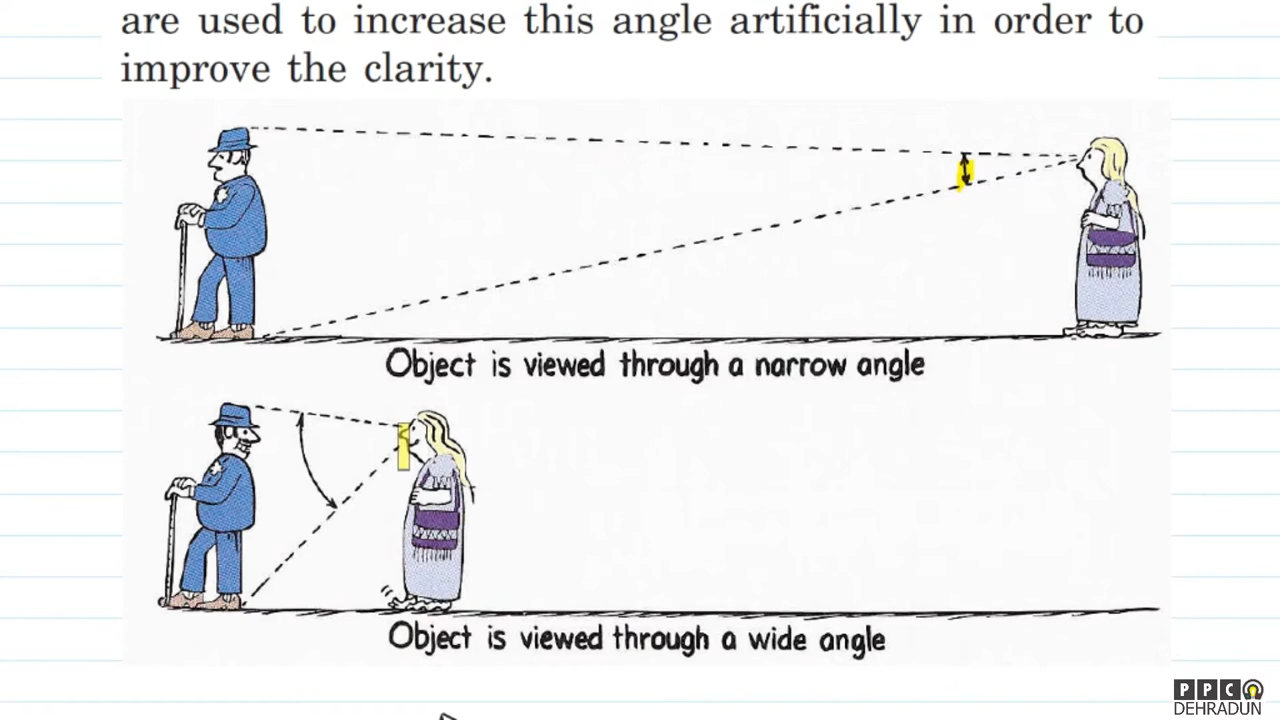 are used to increase this angle artificially in order to
improve the clarity.
Object is viewed through a narrow angle
Object is viewed through a wide angle
PPC
DEHRADUN